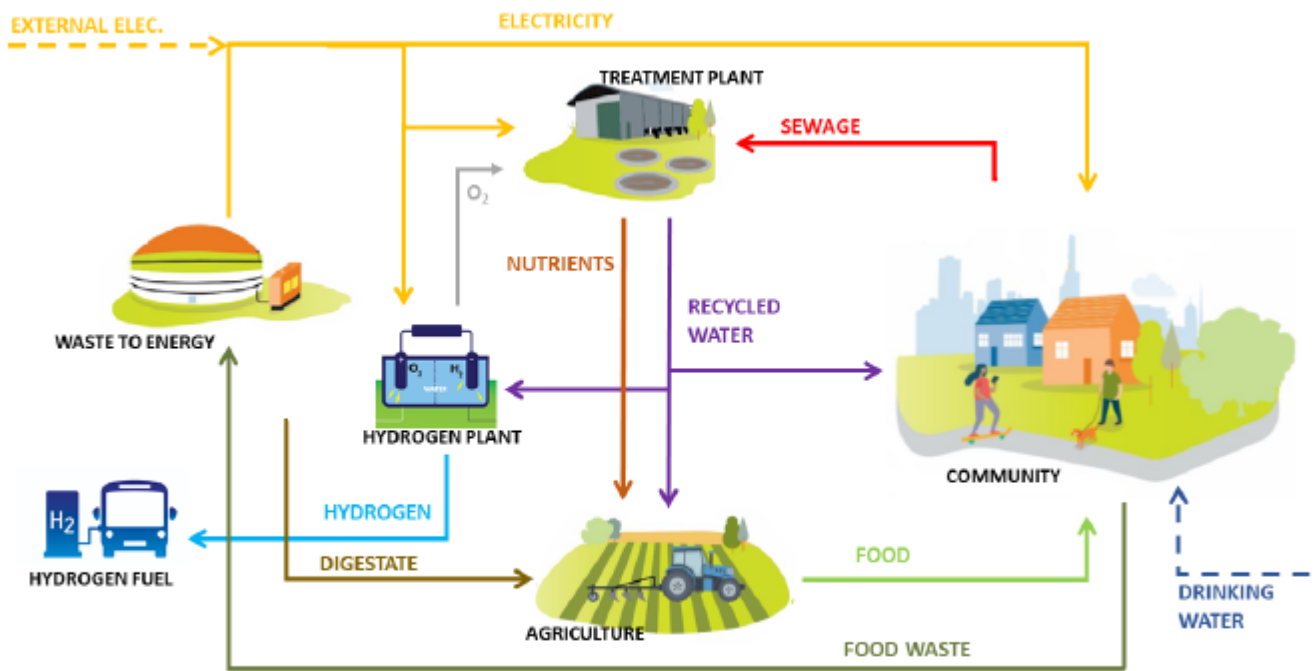 EXTERNAL ELEC.
ELECTRICITY
TREATMENT PLANT
SEWAGE
O2
NUTRIENTS
RECYCLED
WATER
WASTE TO ENERGY
O2
H2
WATER
HYDROGEN PLANT
COMMUNITY
H2
HYDROGEN
HYDROGEN FUEL
DIGESTATE
FOOD
DRINKING
WATER
AGRICULTURE
FOOD WASTE